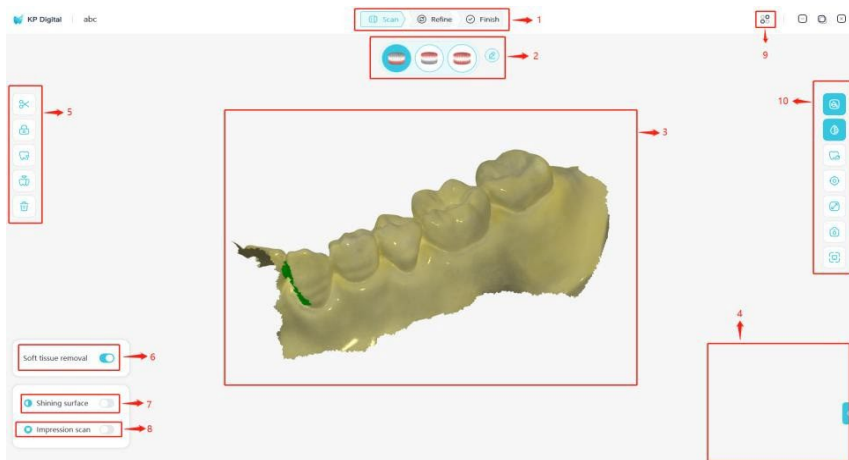 KP Digital abc Scan Refine Finish 1
2
9
10
5
3
4
Soft tissue removal 6
Shining surface 7
Impression scan 8